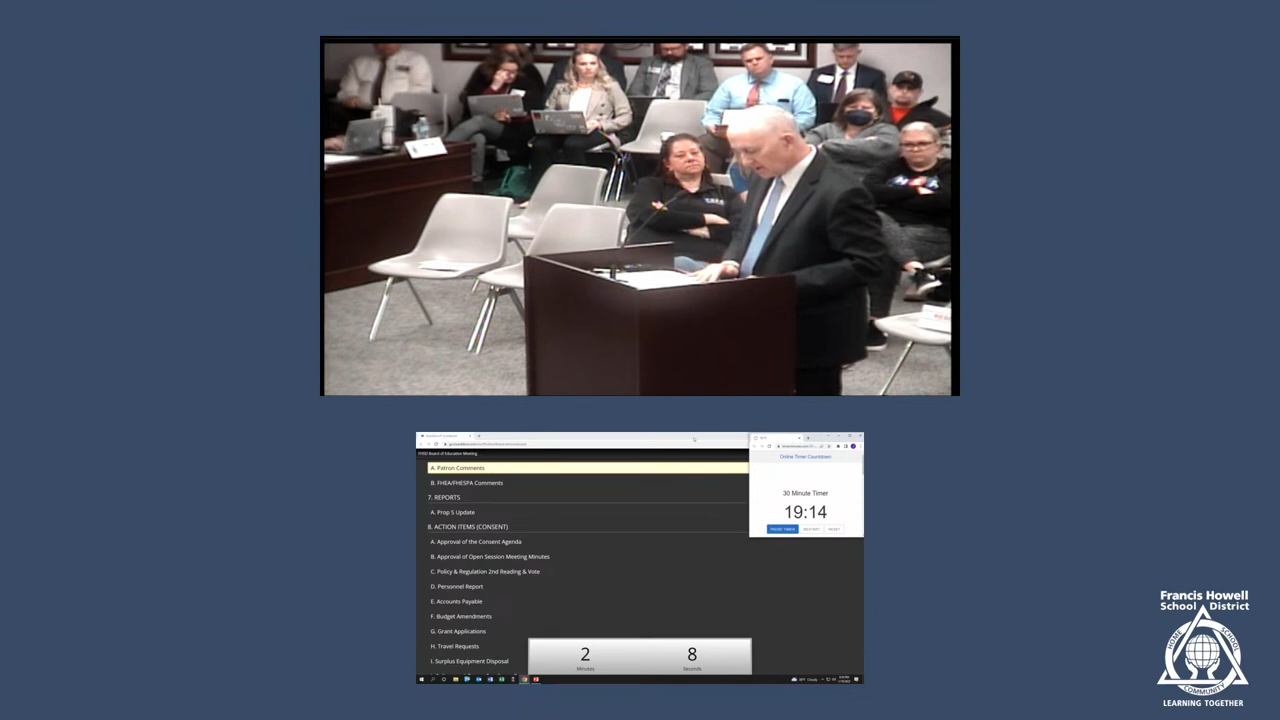 FHSD Board of Education Meeting
A. Patron Comments
B. FHEA/FHESPA Comments
7. REPORTS
A. Prop S Update
8. ACTION ITEMS (CONSENT)
A. Approval of the Consent Agenda
B. Approval of Open Session Meeting Minutes
C. Policy & Regulation 2nd Reading & Vote
D. Personnel Report
E. Accounts Payable
F. Budget Amendments
G. Grant Applications
H. Travel Requests
I. Surplus Equipment Disposal
Online Timer Countdown
30 Minute Timer
19:14
PAUSE TIMER
RESTART
RESET
2
8
Minutes
Seconds
Francis Howell
School District
HOME
SCHOOL
COMMUNITY
LEARNING TOGETHER